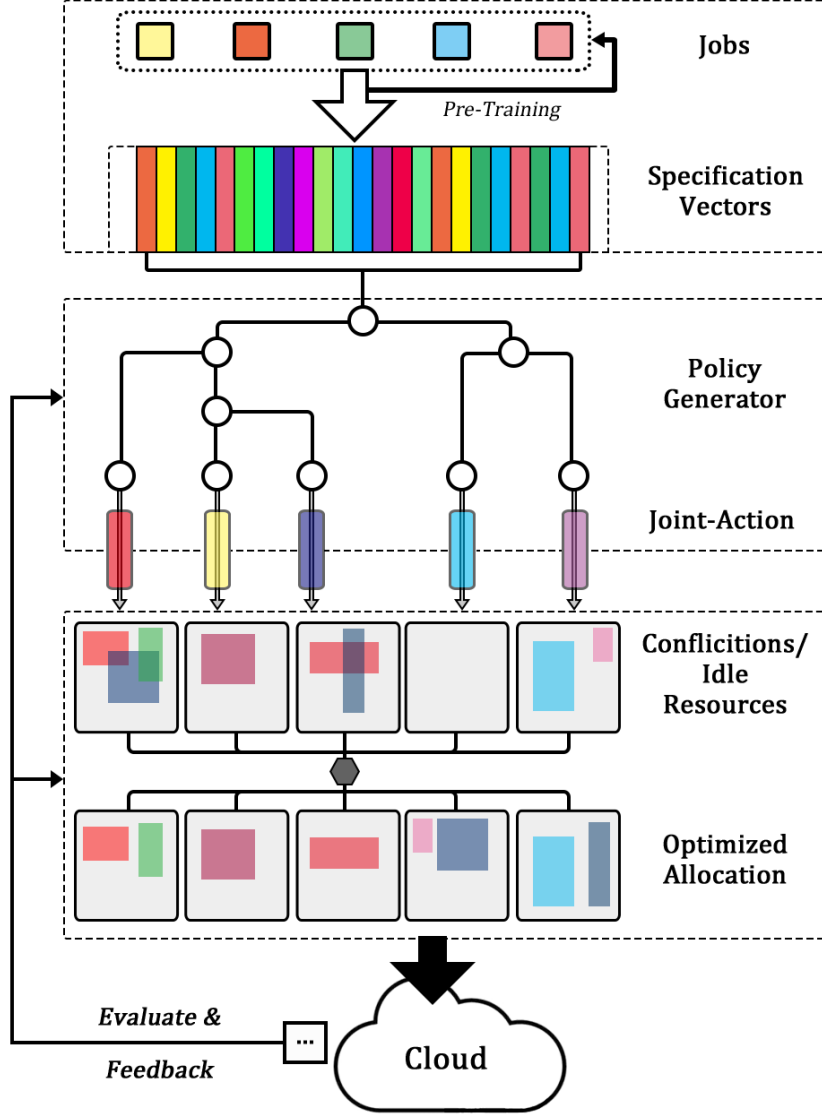 Jobs
Pre-Training
Specification
Vectors
Policy
Generator
Joint-Action
Conflicitions/
Idle
Resources
Optimized
Allocation
Evaluate &
...
Cloud
Feedback